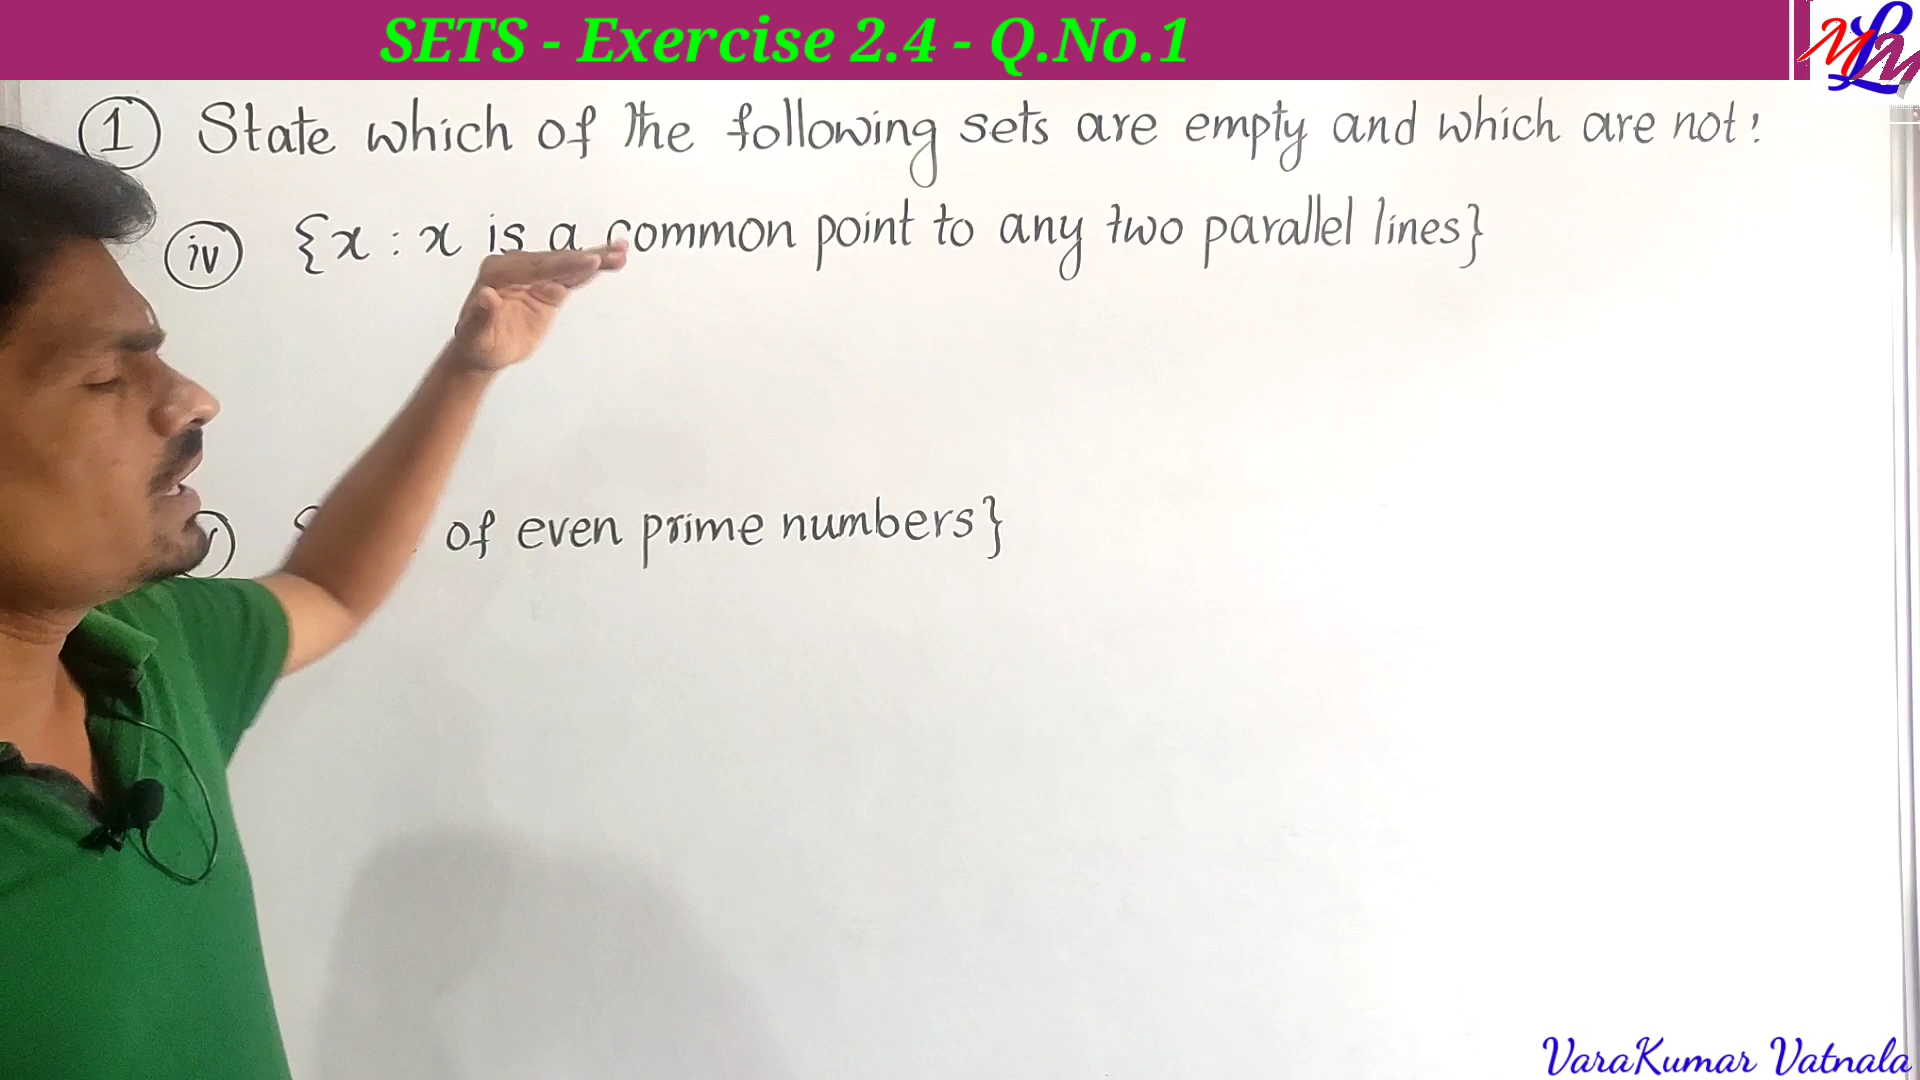 SETS - Exercise 2.4 - Q.No.1
MLM
1 State which of the following sets are empty and which are not?
iv {x : x is a common point to any two parallel lines}
of even prime numbers}
VaraKumar Vatnala